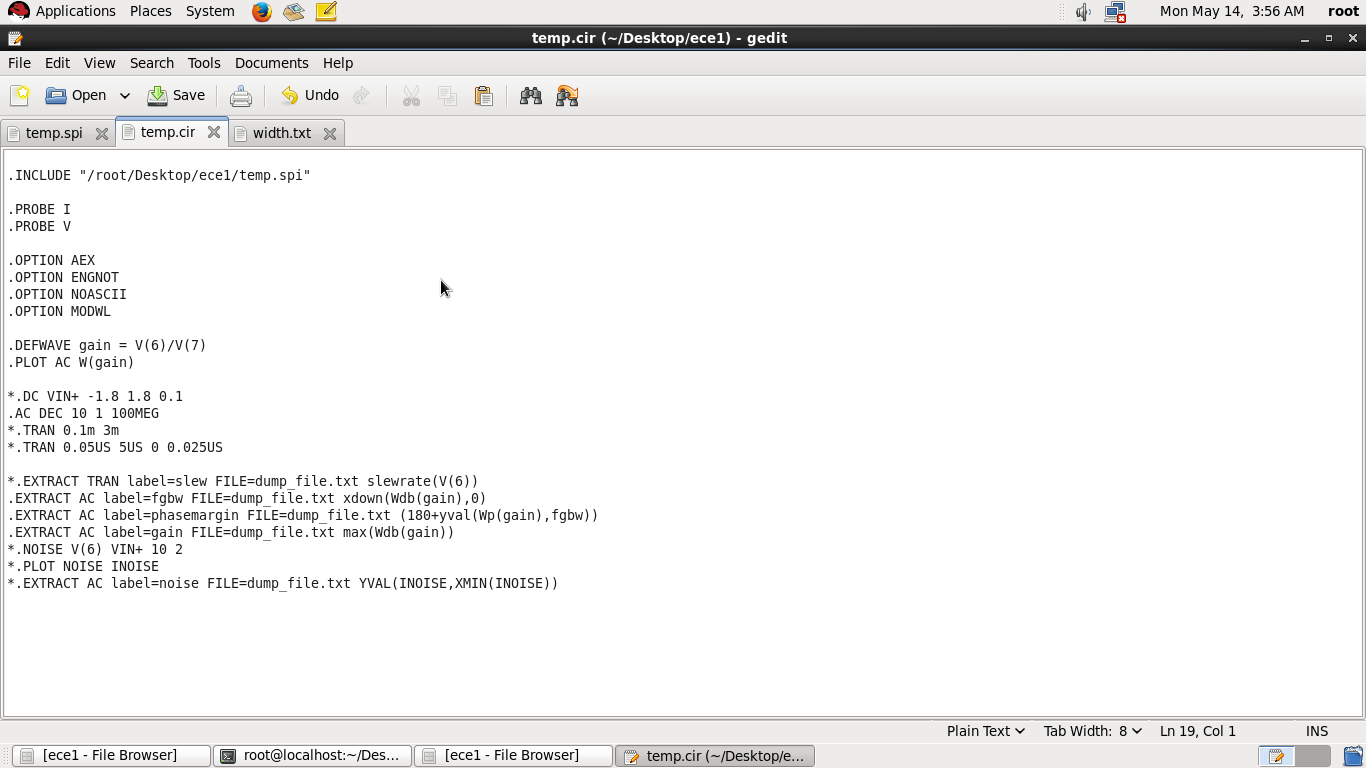 Applications Places System Mon May 14, 3:56 AM root
temp.cir (~/Desktop/ece1) - gedit
File Edit View Search Tools Documents Help
Open Save Undo
temp.spi temp.cir width.txt
.INCLUDE "/root/Desktop/ece1/temp.spi"
.PROBE I
.PROBE V
.OPTION AEX
.OPTION ENGNOT
.OPTION NOASCII
.OPTION MODWL
.DEFWAVE gain = V(6)/V(7)
.PLOT AC W(gain)
*.DC VIN+ -1.8 1.8 0.1
.AC DEC 10 1 100MEG
*.TRAN 0.1m 3m
*.TRAN 0.05US 5US 0 0.025US
*.EXTRACT TRAN label=slew FILE=dump_file.txt slewrate(V(6))
.EXTRACT AC label=fgbw FILE=dump_file.txt xdown(Wdb(gain),0)
.EXTRACT AC label=phasemargin FILE=dump_file.txt (180+yval(Wp(gain),fgbw))
.EXTRACT AC label=gain FILE=dump_file.txt max(Wdb(gain))
*.NOISE V(6) VIN+ 10 2
*.PLOT NOISE INOISE
*.EXTRACT AC label=noise FILE=dump_file.txt YVAL(INOISE,XMIN(INOISE))
Plain Text Tab Width: 8 Ln 19, Col 1 INS
[ece1 - File Browser] root@localhost:~/Des... [ece1 - File Browser] temp.cir (~/Desktop/e...